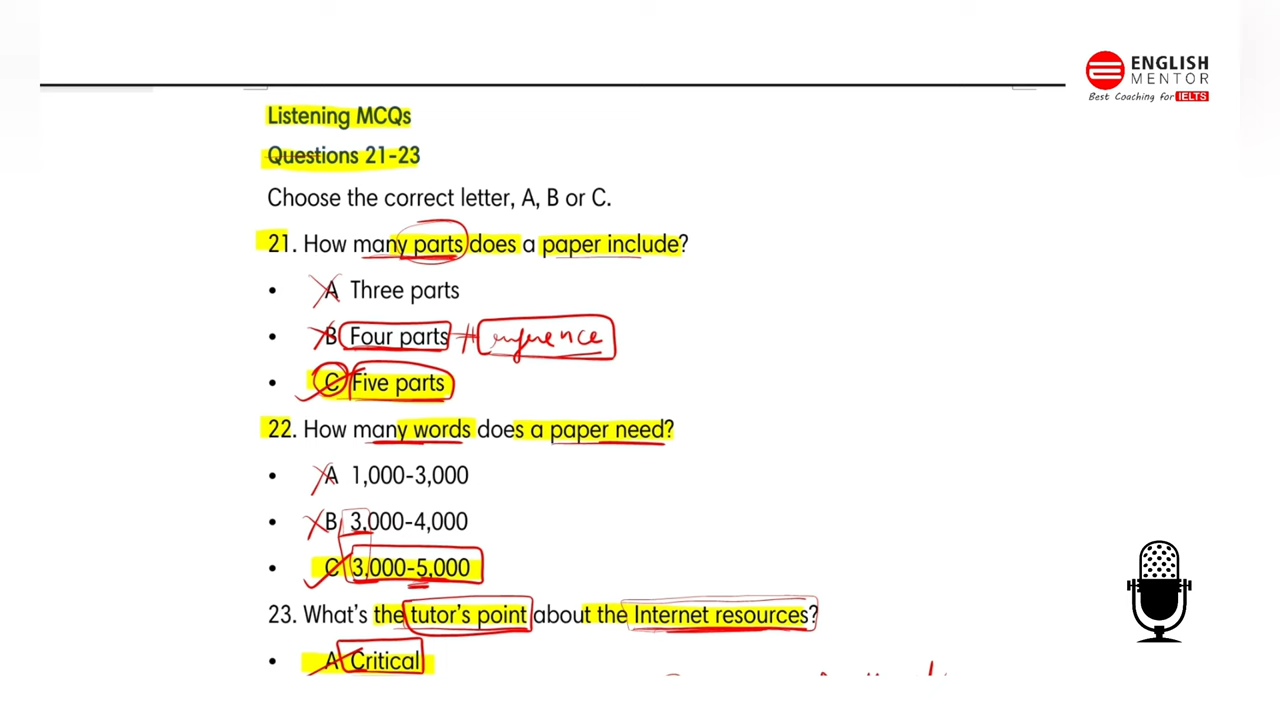 ENGLISH
MENTOR
Best Coaching for IELTS
Listening MCQs
Questions 21-23
Choose the correct letter, A, B or C.
21. How many parts does a paper include?
• A Three parts
• B Four parts + reference
• C Five parts
22. How many words does a paper need?
• A 1,000-3,000
• B 3,000-4,000
• C 3,000-5,000
23. What's the tutor's point about the Internet resources?
• A Critical